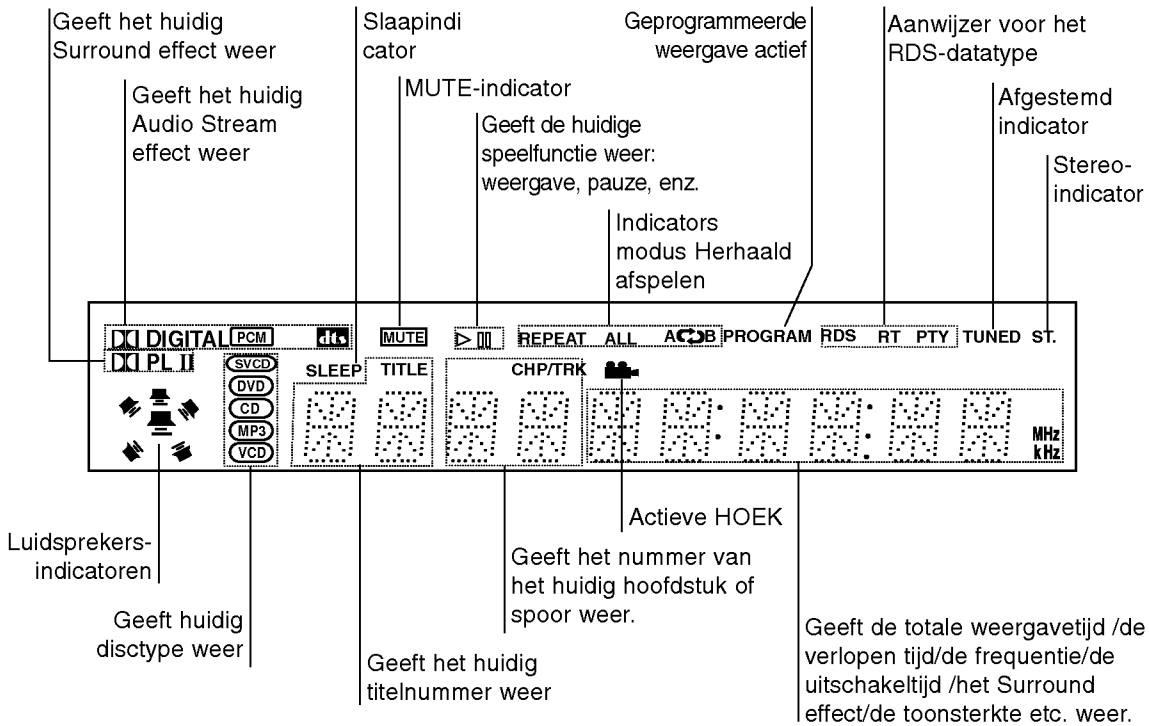 Geeft het huidig
Surround effect weer
Geeft het huidig
Audio Stream
effect weer
Slaapindi
cator
MUTE-indicator
Geeft de huidige
speelfunctie weer:
weergave, pauze, enz.
Indicators
modus Herhaald
afspelen
Geprogrammeerde
weergave actief
Aanwijzer voor het
RDS-datatype
Afgestemd
indicator
Stereo-
indicator
DIGITAL PCM dts MUTE REPEAT ALL A B PROGRAM RDS RT PTY TUNED ST.
PL II
SVCD
DVD
CD
MP3
VCD
SLEEP TITLE CHP/TRK
MHz
kHz
Luidsprekers-
indicatoren
Geeft huidig
disctype weer
Geeft het huidig
titelnummer weer
Actieve HOEK
Geeft het nummer van
het huidig hoofdstuk of
spoor weer.
Geeft de totale weergavetijd /de
verlopen tijd/de frequentie/de
uitschakeltijd /het Surround
effect/de toonsterkte etc. weer.